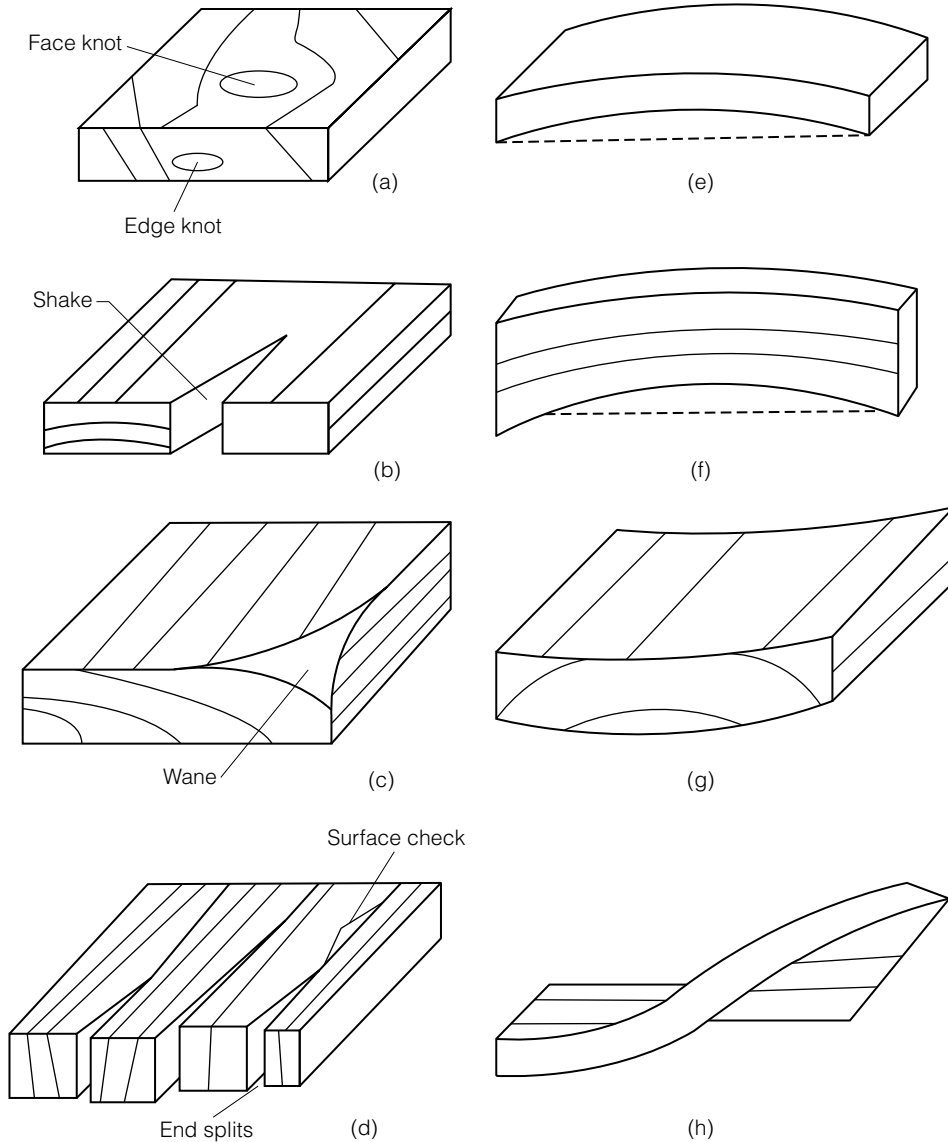 Face knot
Edge knot
(a)
(e)
Shake
(b)
(f)
Wane
(c)
(g)
Surface check
End splits
(d)
(h)